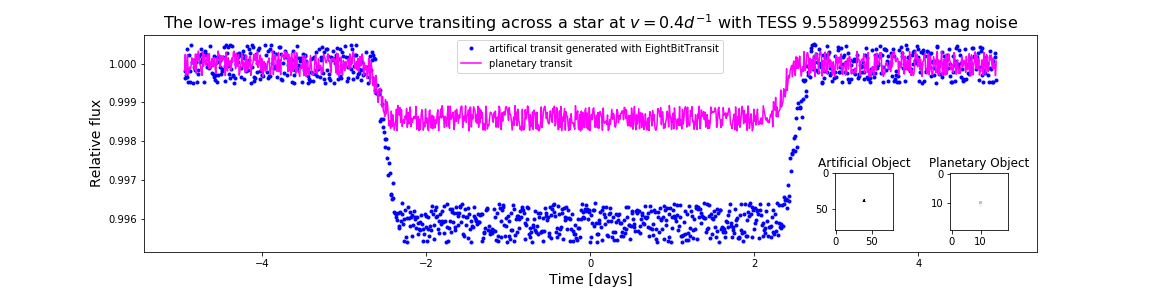 The low-res image's light curve transiting across a star at v = 0.4d⁻¹ with TESS 9.55899925563 mag noise
artifical transit generated with EightBitTransit
planetary transit
Relative flux
1.000
0.999
0.998
0.997
0.996
Artificial Object
0
50
0 50
Planetary Object
0
10
0 10
−4 −2 0 2 4
Time [days]